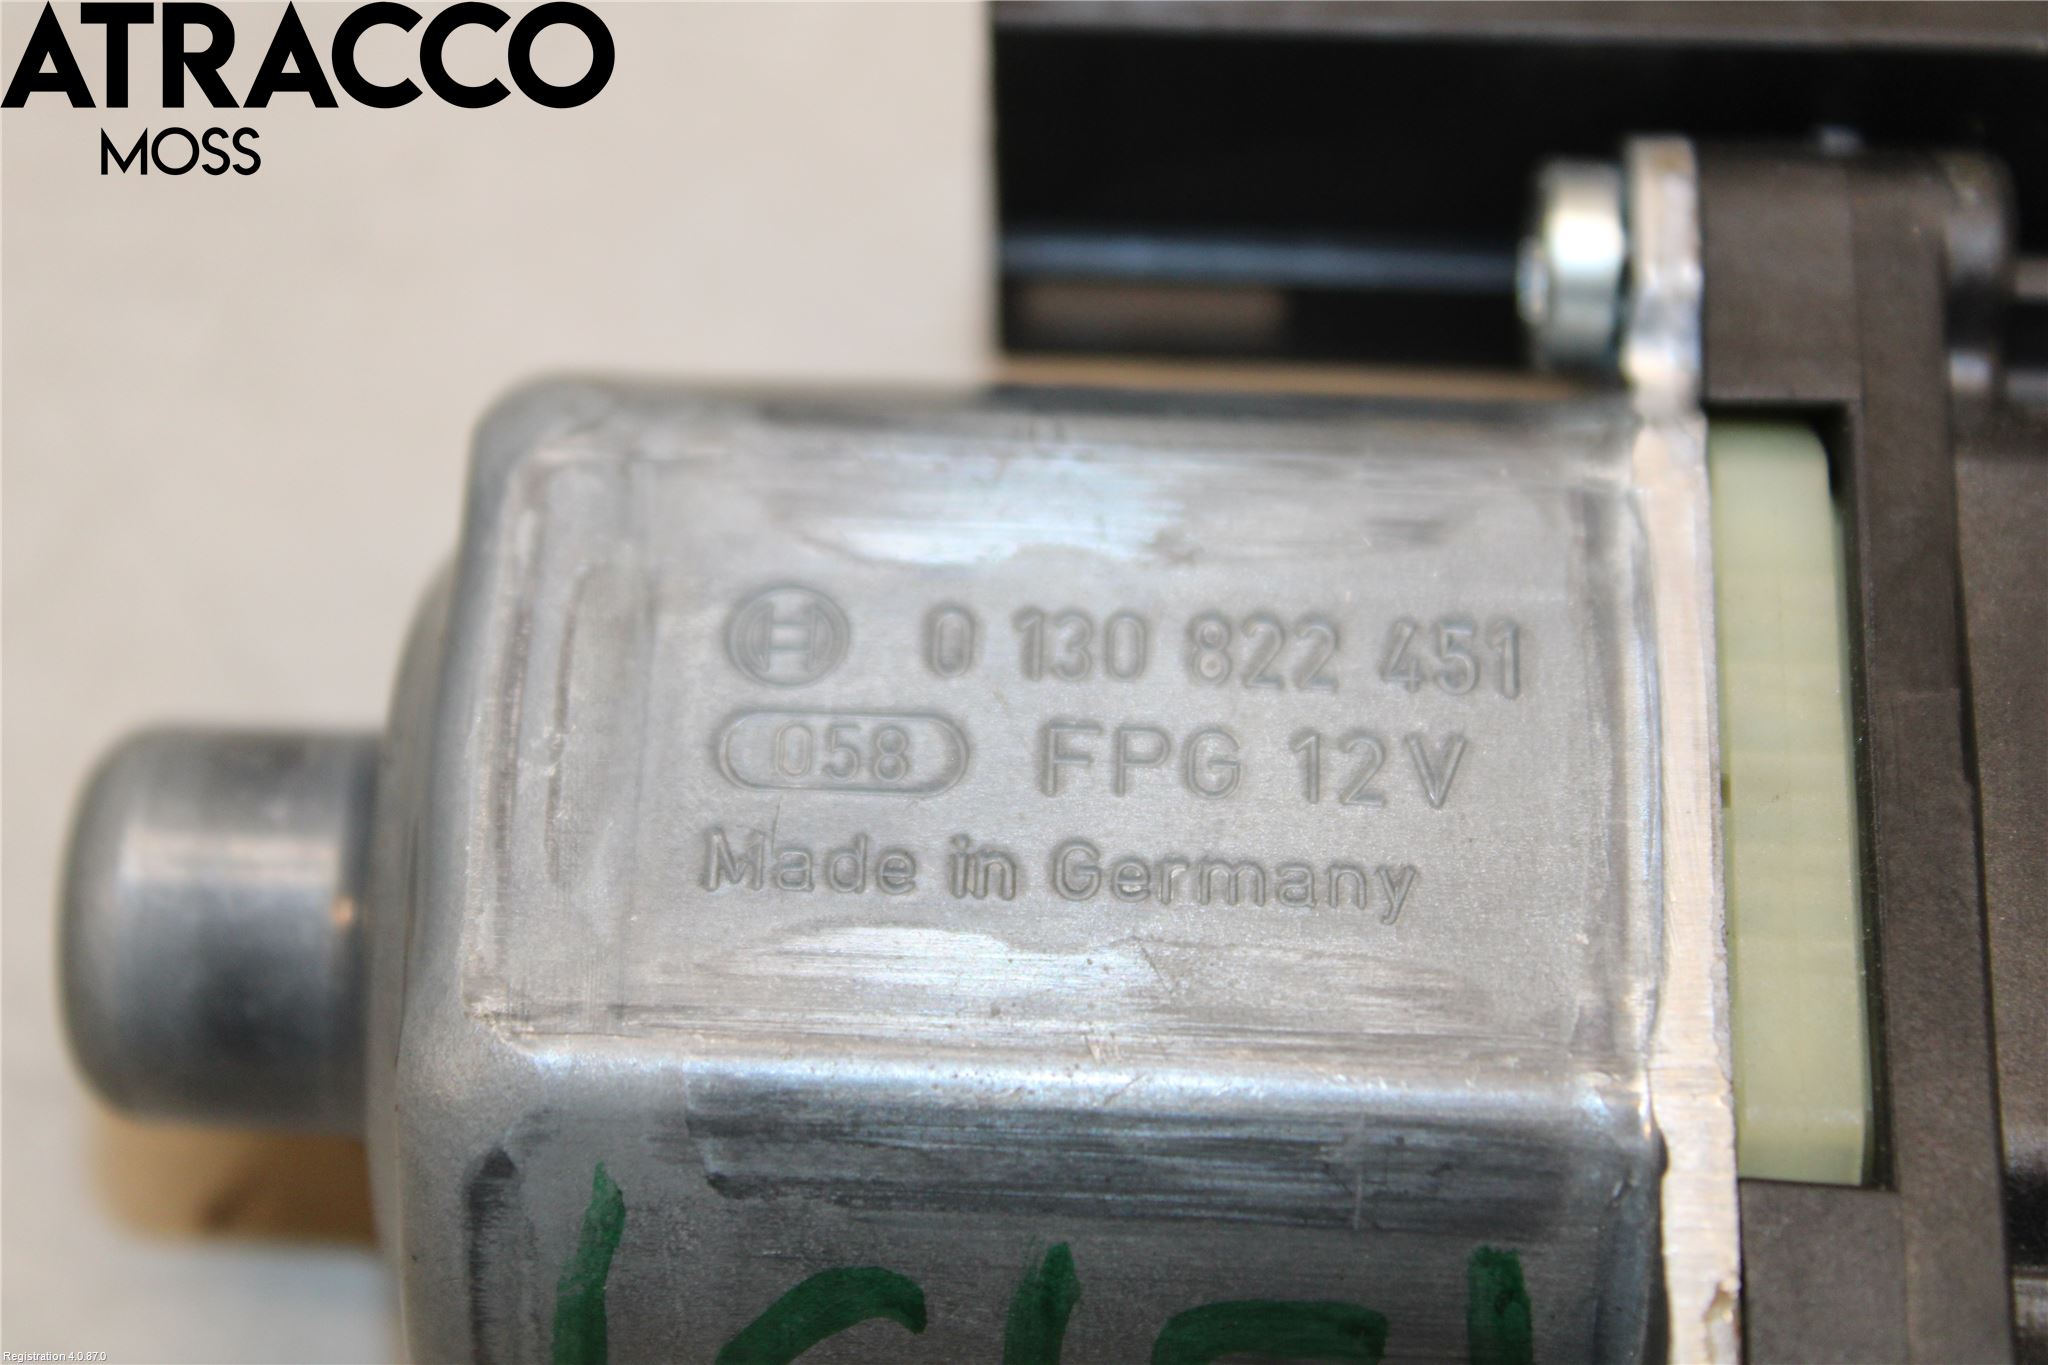 ATRACCO
MOSS
0 130 822 451
058 FPG 12V
Made in Germany
Registration 4.0.87.0